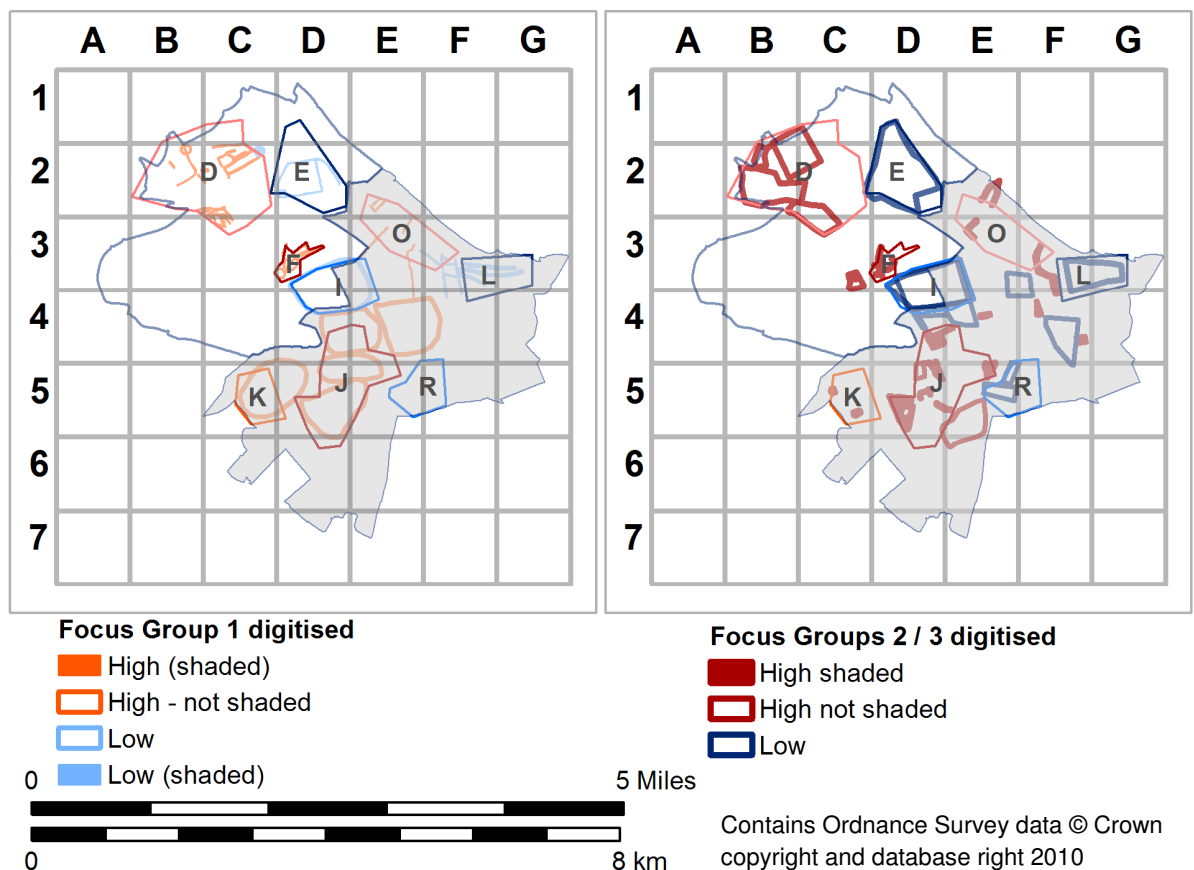 A B C D E F G
A B C D E F G
1
2
3
4
5
6
7
D
E
O
F
I
L
K
J
R
1
2
3
4
5
6
7
D
E
O
F
I
L
K
J
R
Focus Group 1 digitised
High (shaded)
High - not shaded
Low
Low (shaded)
0 5 Miles
0 8 km
Focus Groups 2 / 3 digitised
High shaded
High not shaded
Low
Contains Ordnance Survey data © Crown
copyright and database right 2010